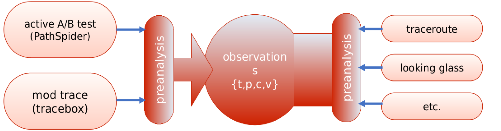 active A/B test
(PathSpider)
mod trace
(tracebox)
preanalysis
observation
s
{t,p,c,v}
preanalysis
traceroute
looking glass
etc.